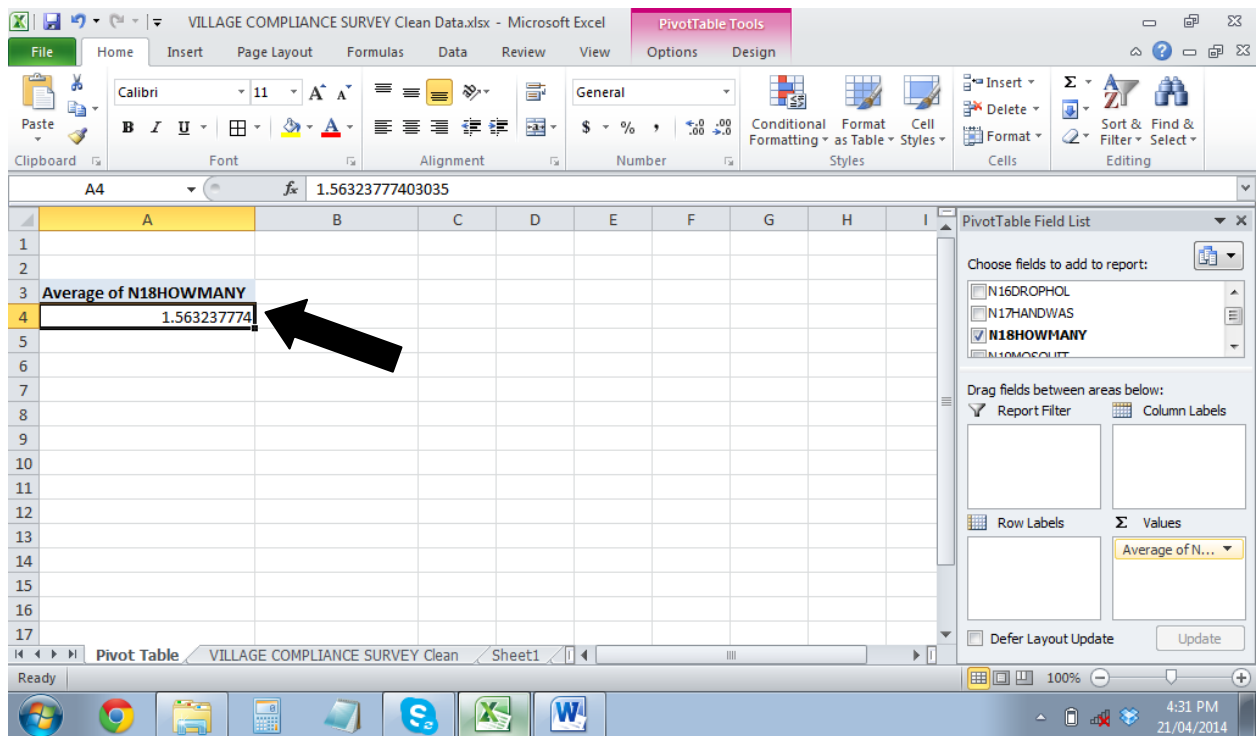 VILLAGE COMPLIANCE SURVEY Clean Data.xlsx - Microsoft Excel
PivotTable Tools
File Home Insert Page Layout Formulas Data Review View Options Design
Paste
Calibri 11 A A
B I U A
General
$ % , .0 .00 .00 .0
Conditional Formatting
Format as Table
Cell Styles
Insert
Delete
Format
Σ
Sort & Filter
Find & Select
Clipboard Font Alignment Number Styles Cells Editing
A4 fx 1.56323777403035
A B C D E F G H I
1
2
3 Average of N18HOWMANY
4 1.563237774
5
6
7
8
9
10
11
12
13
14
15
16
17
PivotTable Field List
Choose fields to add to report:
N16DROPHOL
N17HANDWAS
N18HOWMANY
N19MOSQUIT
Drag fields between areas below:
Report Filter Column Labels
Row Labels Σ Values
Average of N...
Defer Layout Update Update
Pivot Table VILLAGE COMPLIANCE SURVEY Clean Sheet1
Ready 100%
4:31 PM
21/04/2014